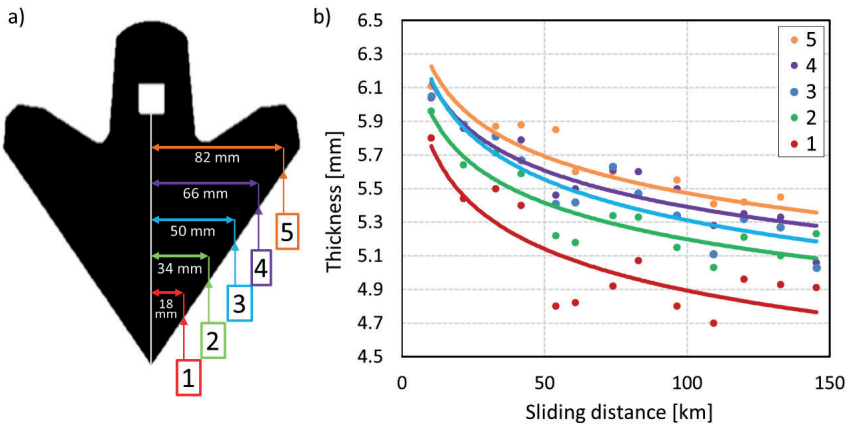 a)
82 mm
66 mm
50 mm
34 mm
18
mm
5
4
3
2
1
b)
Thickness [mm]
6.5
6.3
6.1
5.9
5.7
5.5
5.3
5.1
4.9
4.7
4.5
0
50
100
150
Sliding distance [km]
5
4
3
2
1